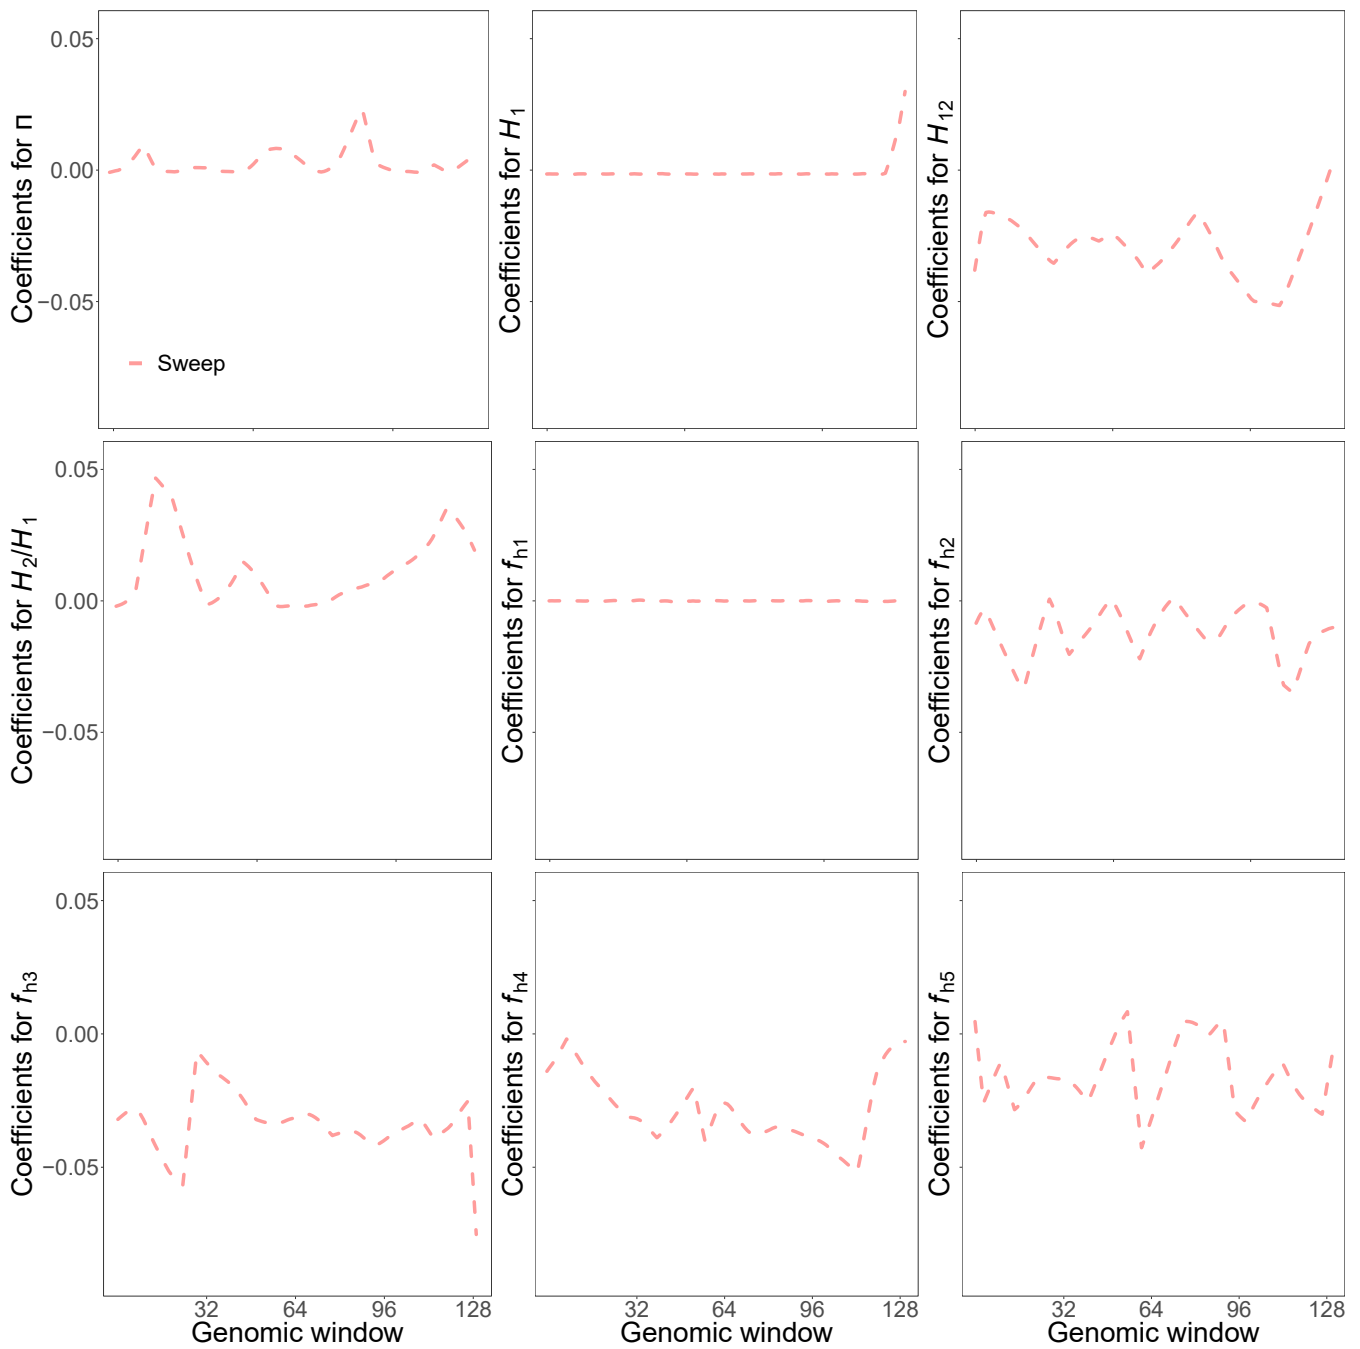 Coefficients for π
0.05
0.00
−0.05
Sweep
Coefficients for H1
Coefficients for H12
Coefficients for H2/H1
0.05
0.00
−0.05
Coefficients for fh1
Coefficients for fh2
Coefficients for fh3
0.05
0.00
−0.05
32 64 96 128
Genomic window
Coefficients for fh4
32 64 96 128
Genomic window
Coefficients for fh5
32 64 96 128
Genomic window